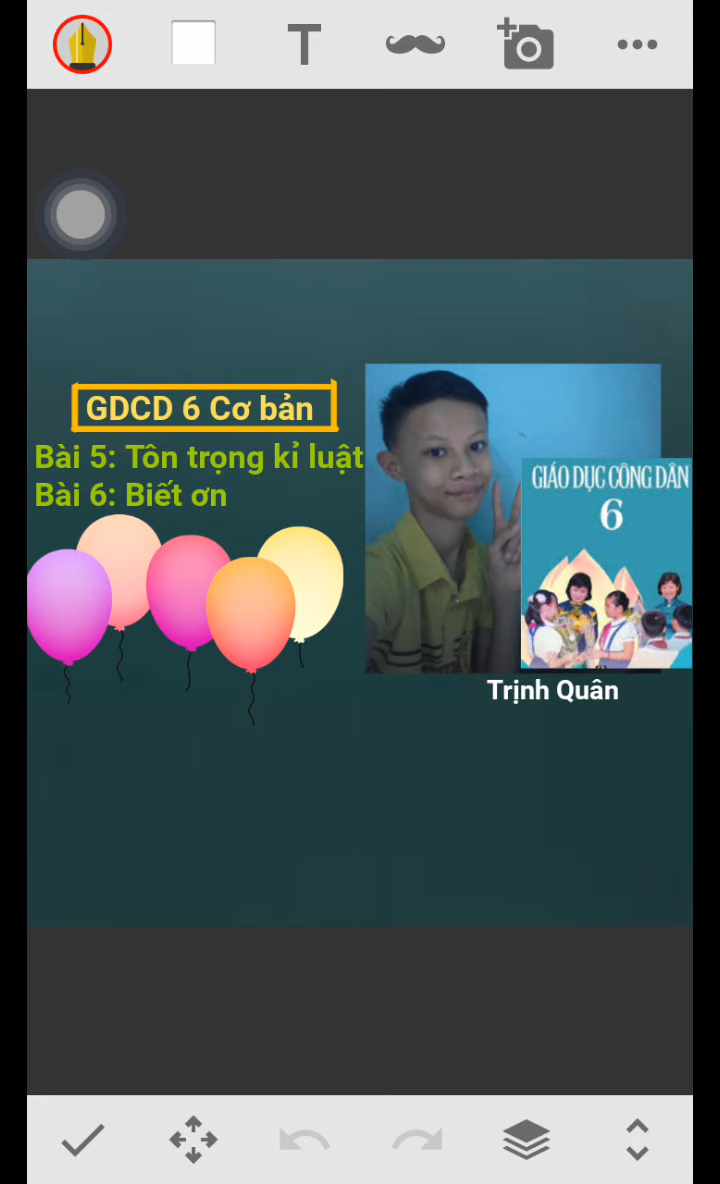 T
GDCD 6 Cơ bản
Bài 5: Tôn trọng kỉ luật
Bài 6: Biết ơn
GIÁO DỤC CÔNG DÂN
6
Trịnh Quân